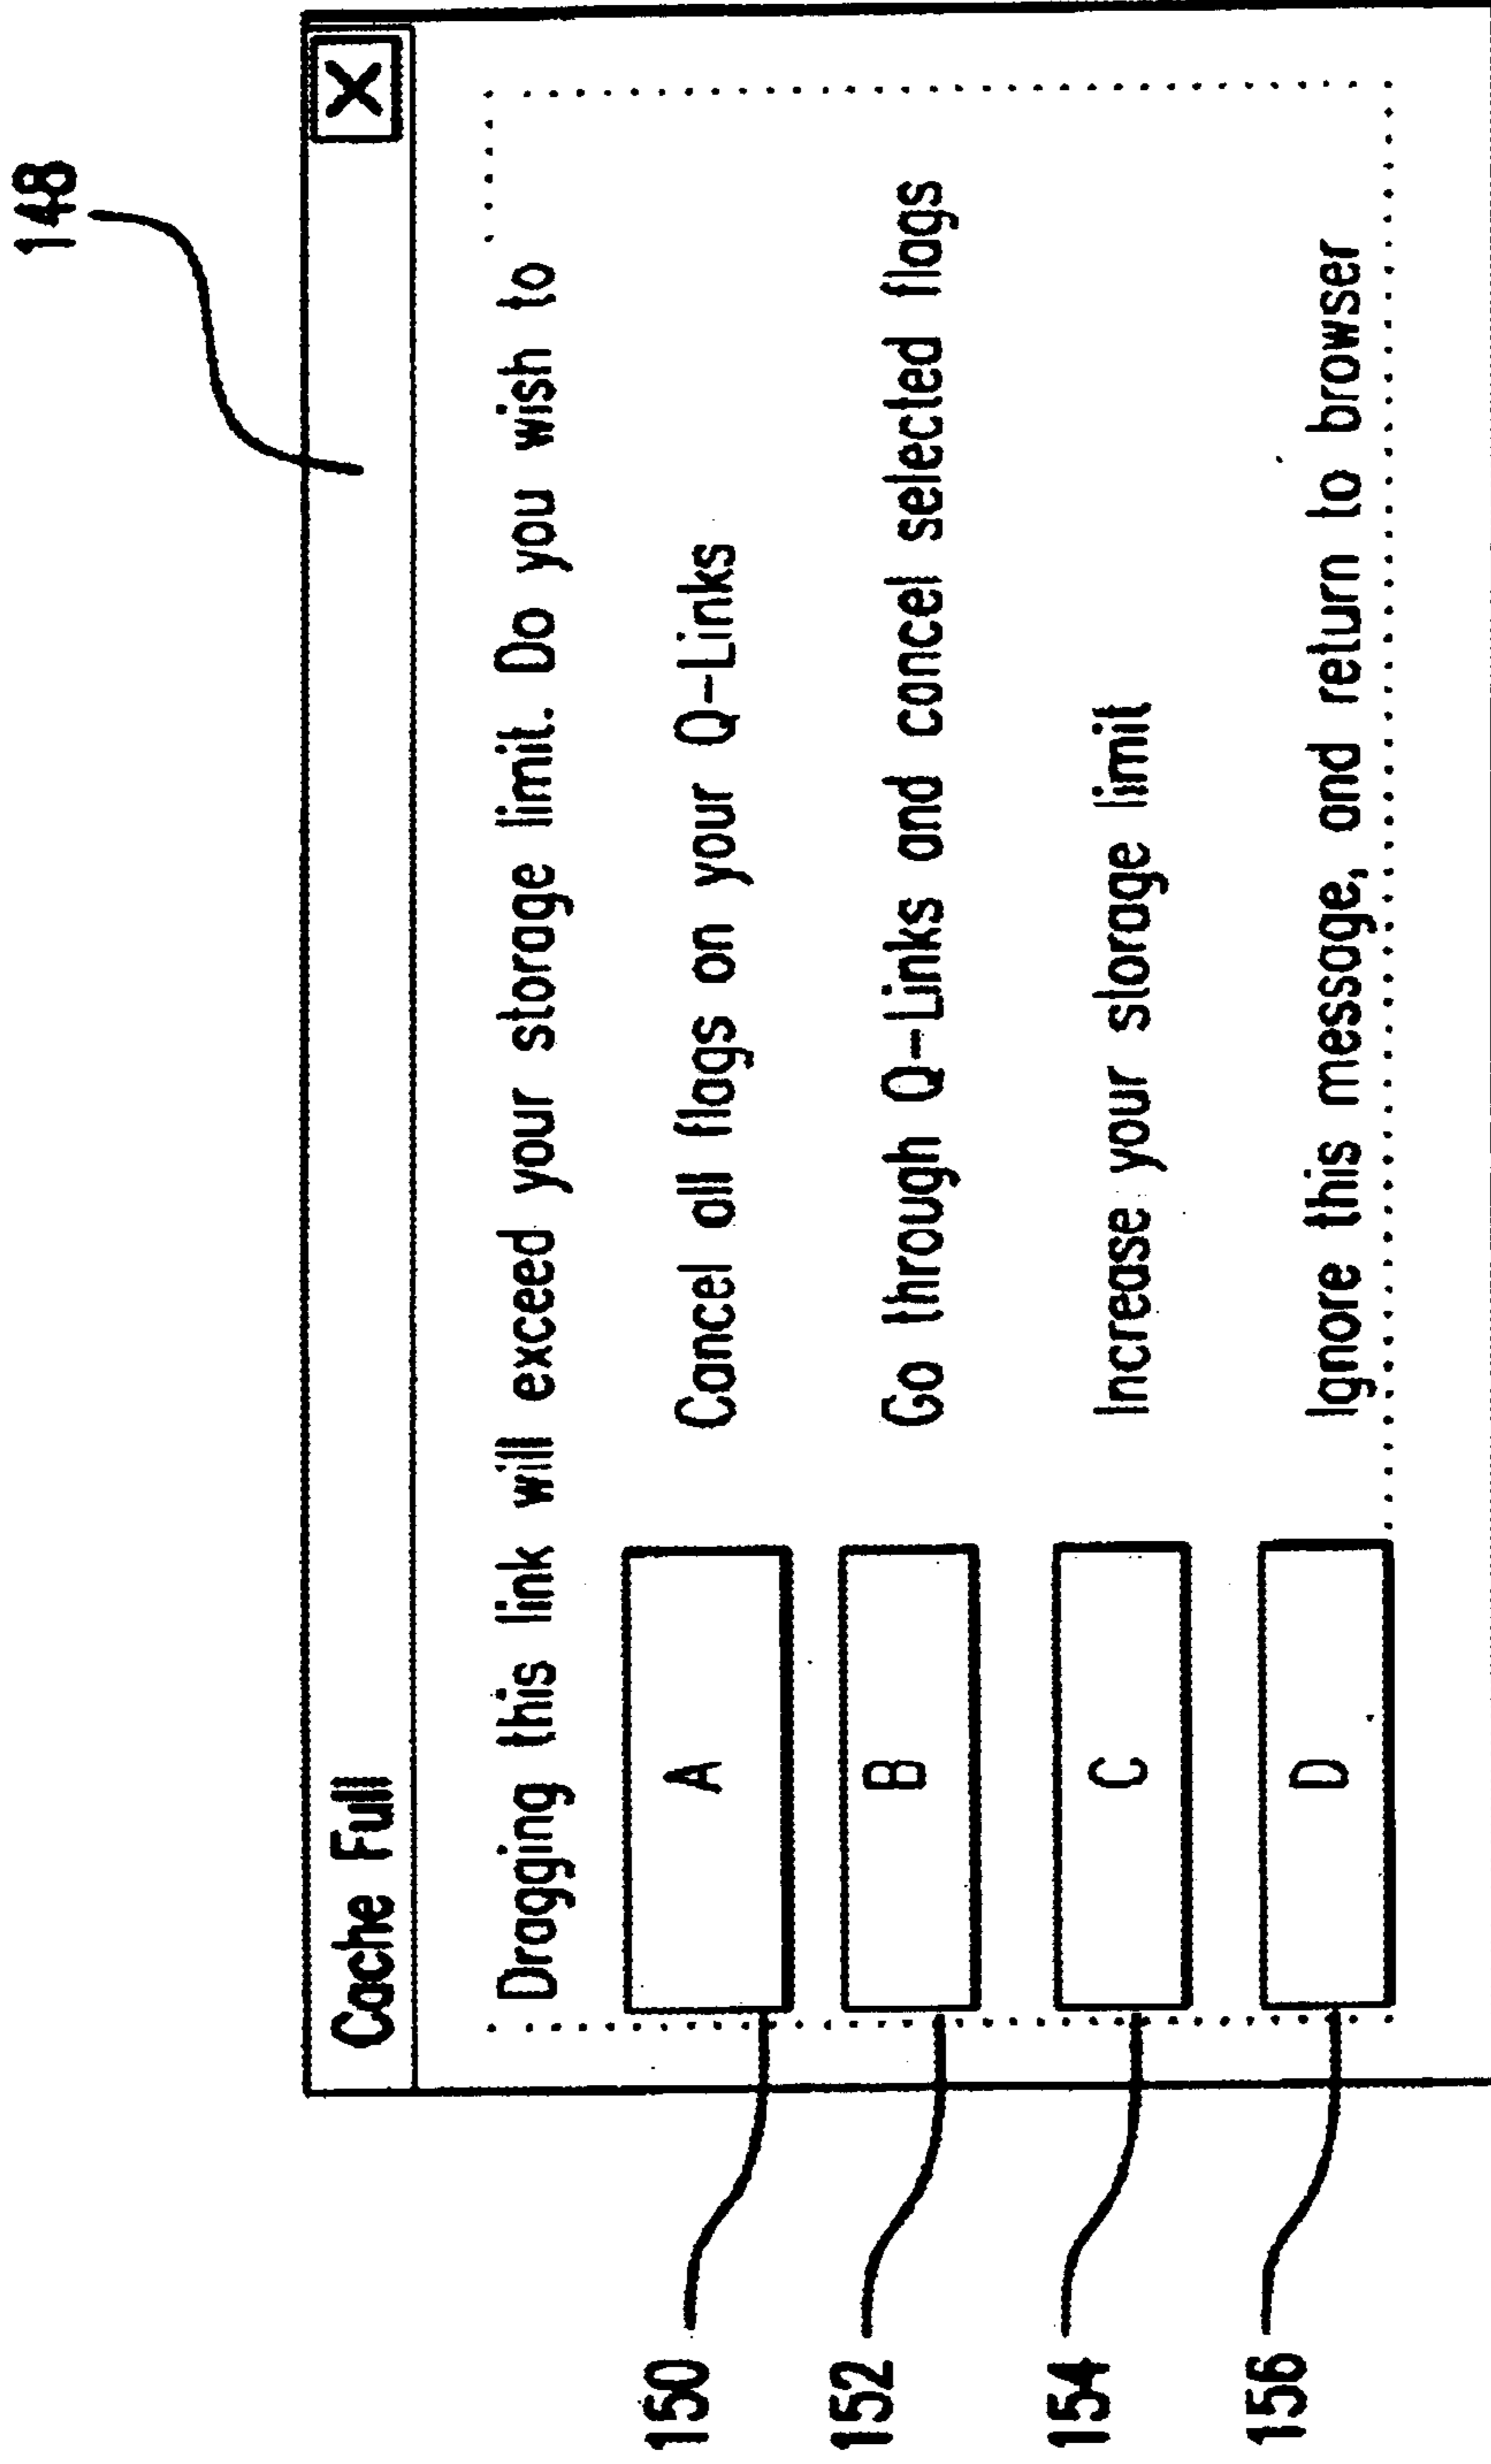 148
Cache Full X
Dragging this link will exceed your storage limit. Do you wish to
150 A Cancel all flags on your Q-Links
152 B Go through Q-Links and cancel selected flags
154 C Increase your storage limit
156 D Ignore this message, and return to browser